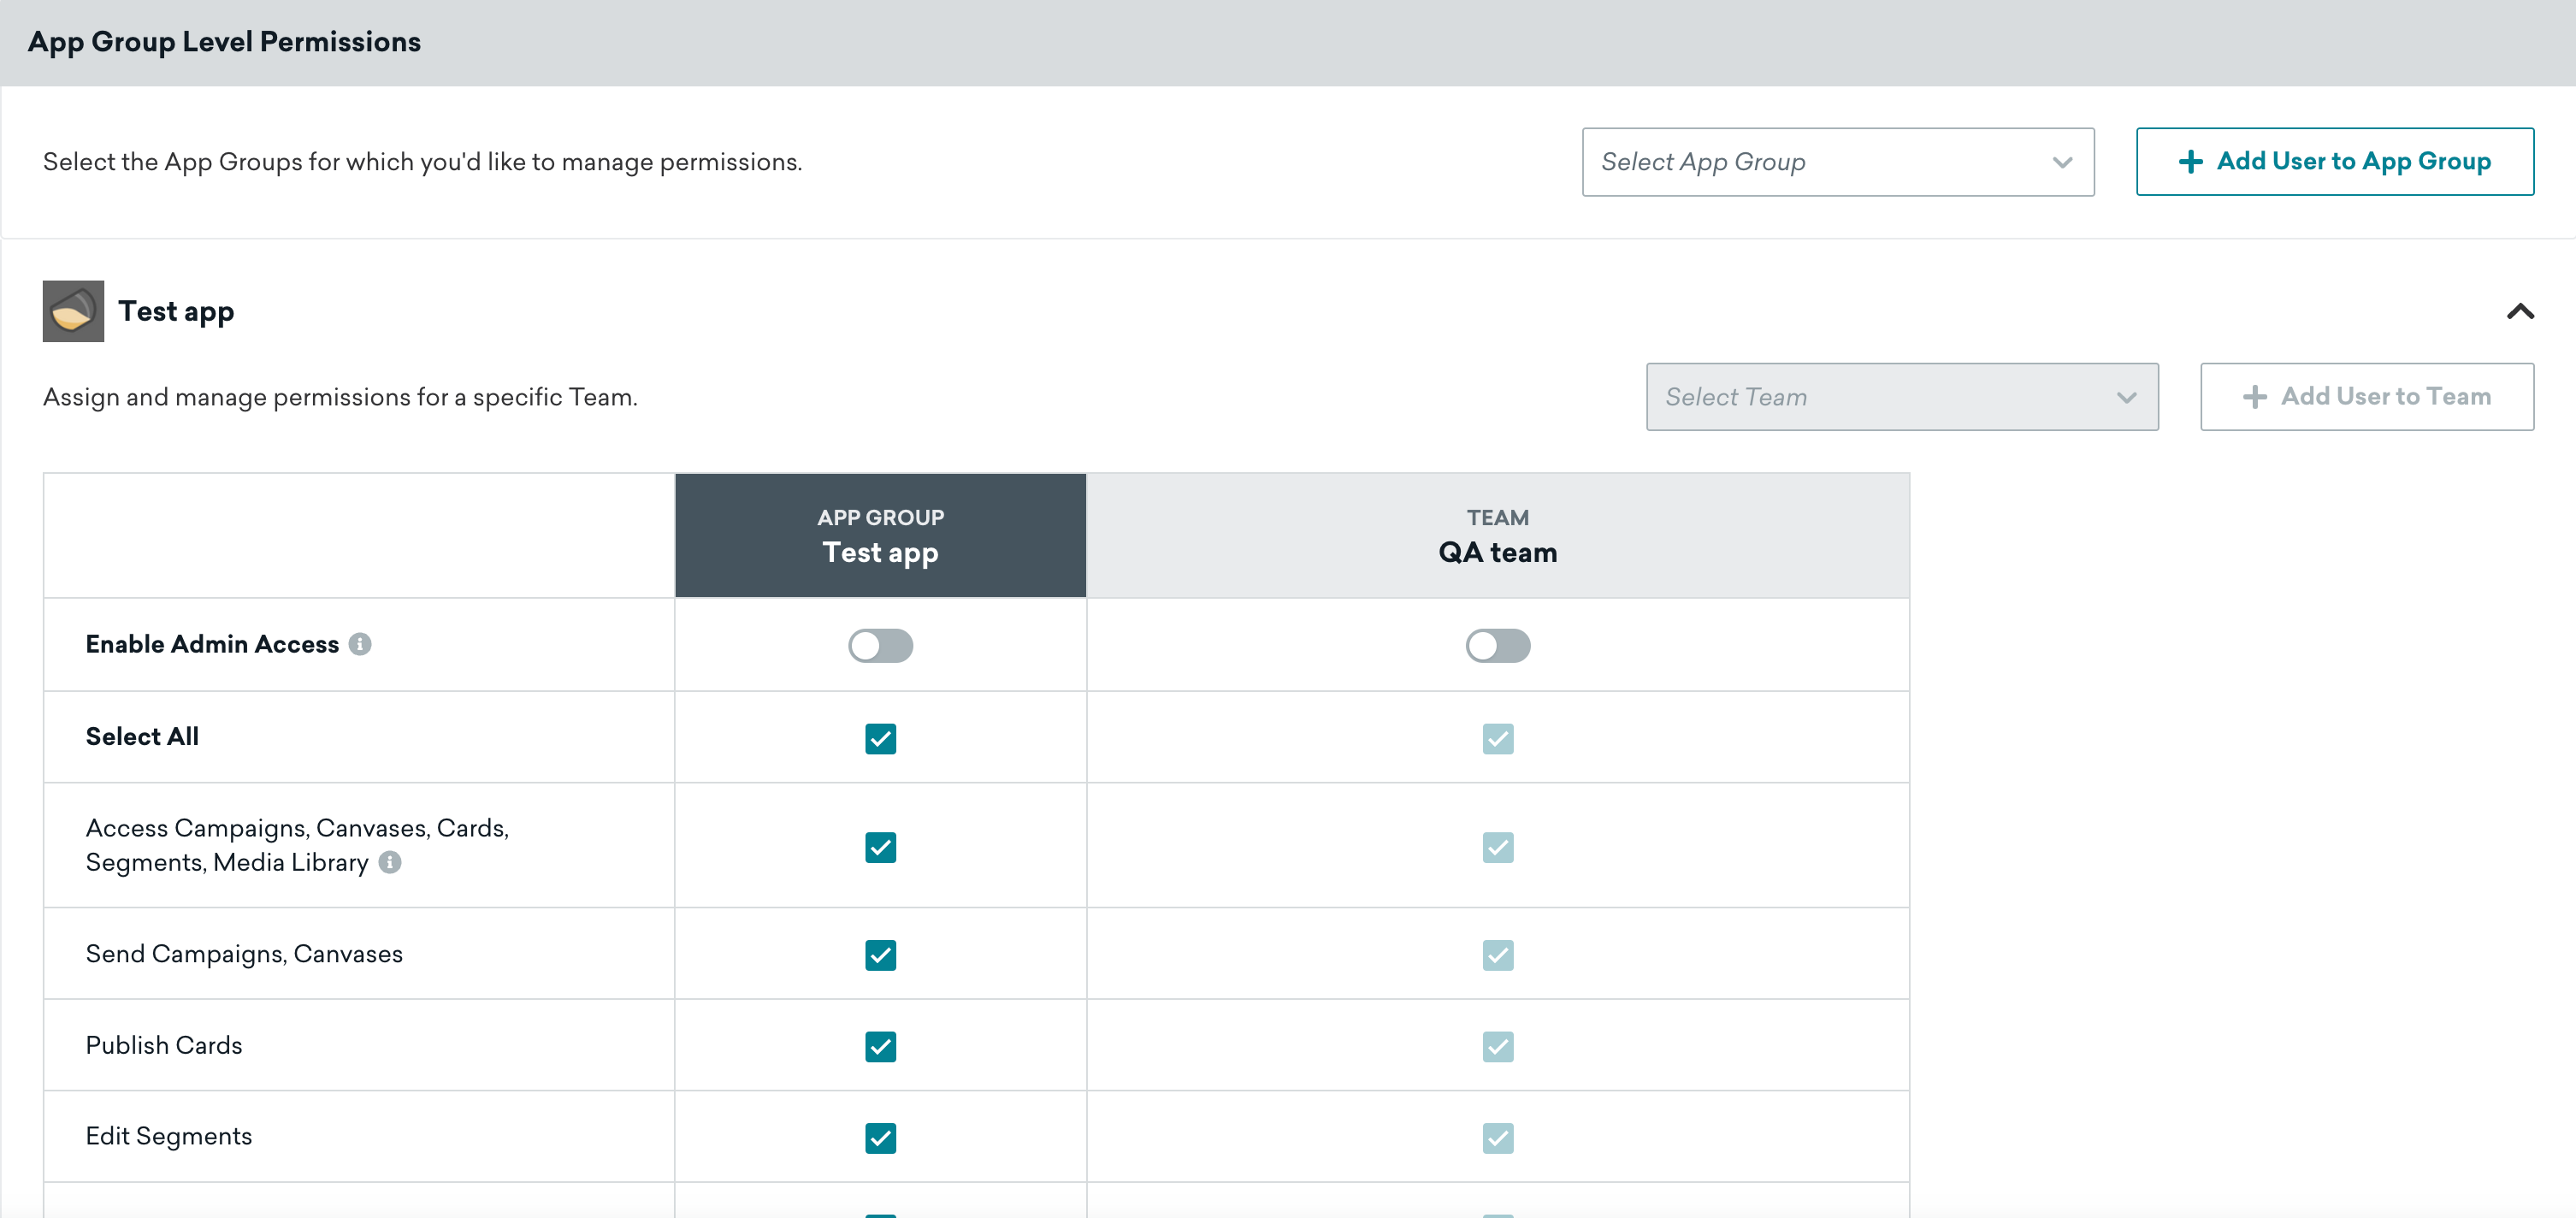 App Group Level Permissions
Select the App Groups for which you'd like to manage permissions.
Select App Group
Add User to App Group
Test app
Assign and manage permissions for a specific Team.
Select Team
Add User to Team
APP GROUP
Test app
TEAM
QA team
Enable Admin Access
Select All
Access Campaigns, Canvases, Cards,
Segments, Media Library
Send Campaigns, Canvases
Publish Cards
Edit Segments